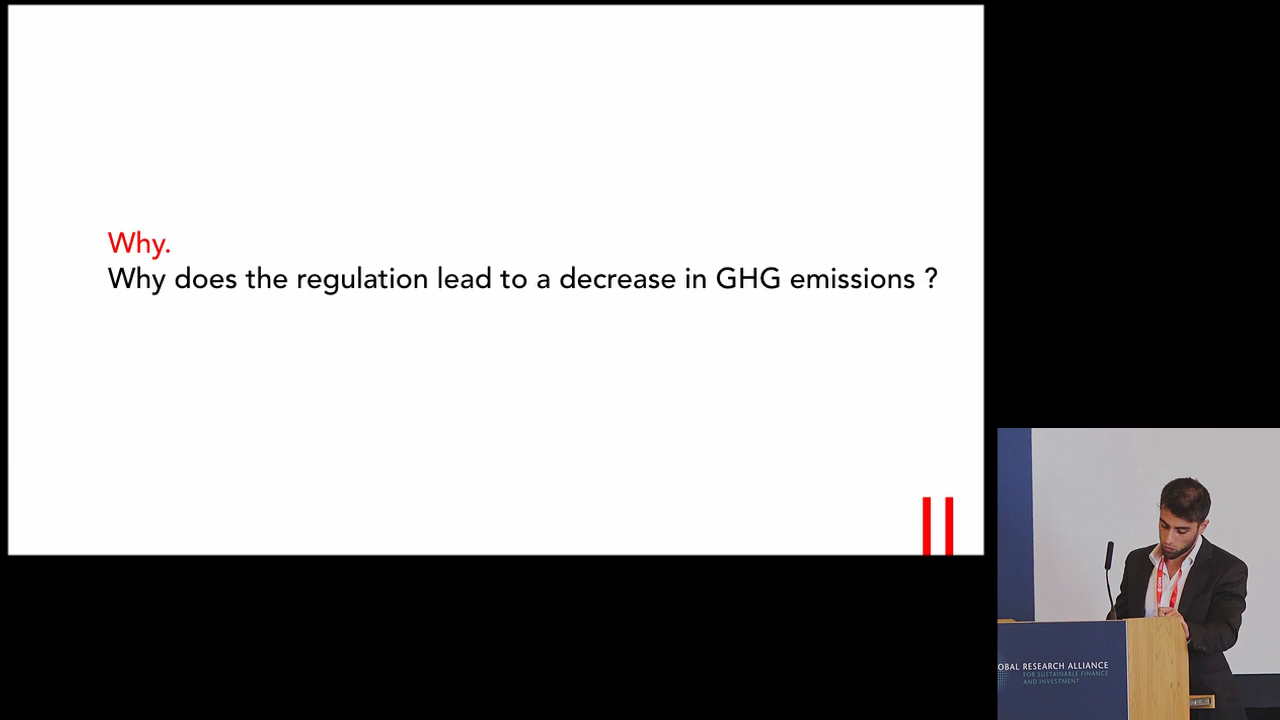 Why.
Why does the regulation lead to a decrease in GHG emissions ?
OBAL RESEARCH ALLIANCE
FOR SUSTAINABLE FINANCE
AND INVESTMENT